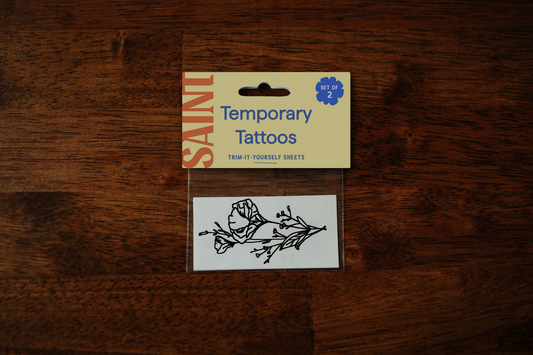 SAINT
Temporary
Tattoos
SET OF
2
TRIM-IT-YOURSELF SHEETS